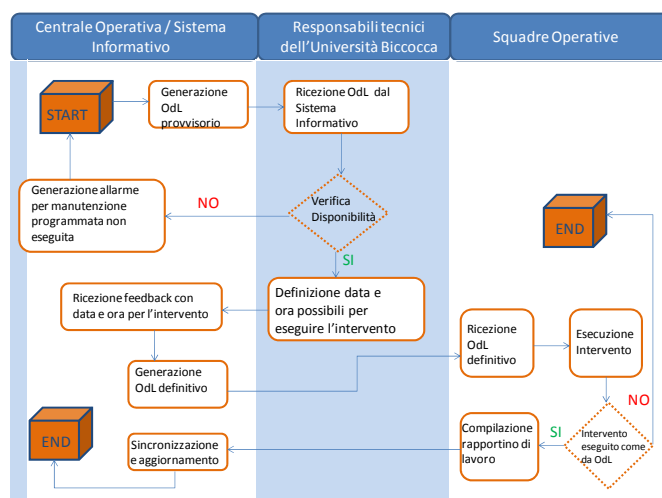 Centrale Operativa / Sistema
Informativo
Responsabili tecnici
dell'Università Biccocca
Squadre Operative
START
Generazione
OdL
provvisorio
Ricezione OdL dal
Sistema
Informativo
Generazione allarme
per manutenzione
programmata non
eseguita
NO
Verifica
Disponibilità
END
SI
Ricezione feedback con
data e ora per l'intervento
Definizione data e
ora possibili per
eseguire l'intervento
Ricezione
OdL
definitivo
Esecuzione
Intervento
Generazione
OdL definitivo
NO
END
Sincronizzazione
e aggiornamento
Compilazione
rapportino di
lavoro
SI
Intervento
eseguito come
da OdL